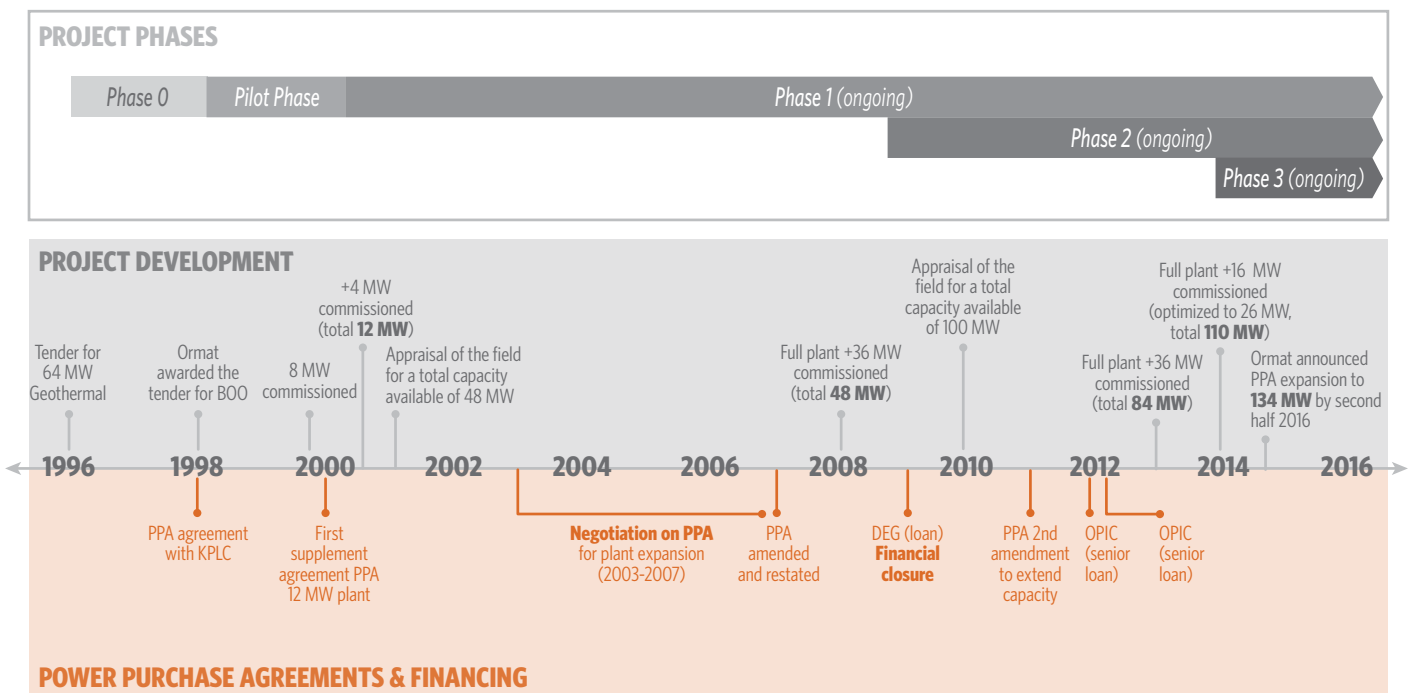 PROJECT PHASES
Phase 0
Pilot Phase
Phase 1 (ongoing)
Phase 2 (ongoing)
Phase 3 (ongoing)
PROJECT DEVELOPMENT
Tender for
64 MW
Geothermal
Ormat
awarded the
tender for BOO
8 MW
commissioned
+4 MW
commissioned
(total 12 MW)
Appraisal of the field
for a total capacity
available of 48 MW
Full plant +36 MW
commissioned
(total 48 MW)
Appraisal of the
field for a total
capacity available
of 100 MW
Full plant +36 MW
commissioned
(total 84 MW)
Full plant +16 MW
commissioned
(optimized to 26 MW,
total 110 MW)
Ormat announced
PPA expansion to
134 MW by second
half 2016
1996
1998
2000
2002
2004
2006
2008
2010
2012
2014
2016
PPA agreement
with KPLC
First
supplement
agreement PPA
12 MW plant
Negotiation on PPA
for plant expansion
(2003-2007)
PPA
amended
and restated
DEG (loan)
Financial
closure
PPA 2nd
amendment
to extend
capacity
OPIC
(senior
loan)
OPIC
(senior
loan)
POWER PURCHASE AGREEMENTS & FINANCING